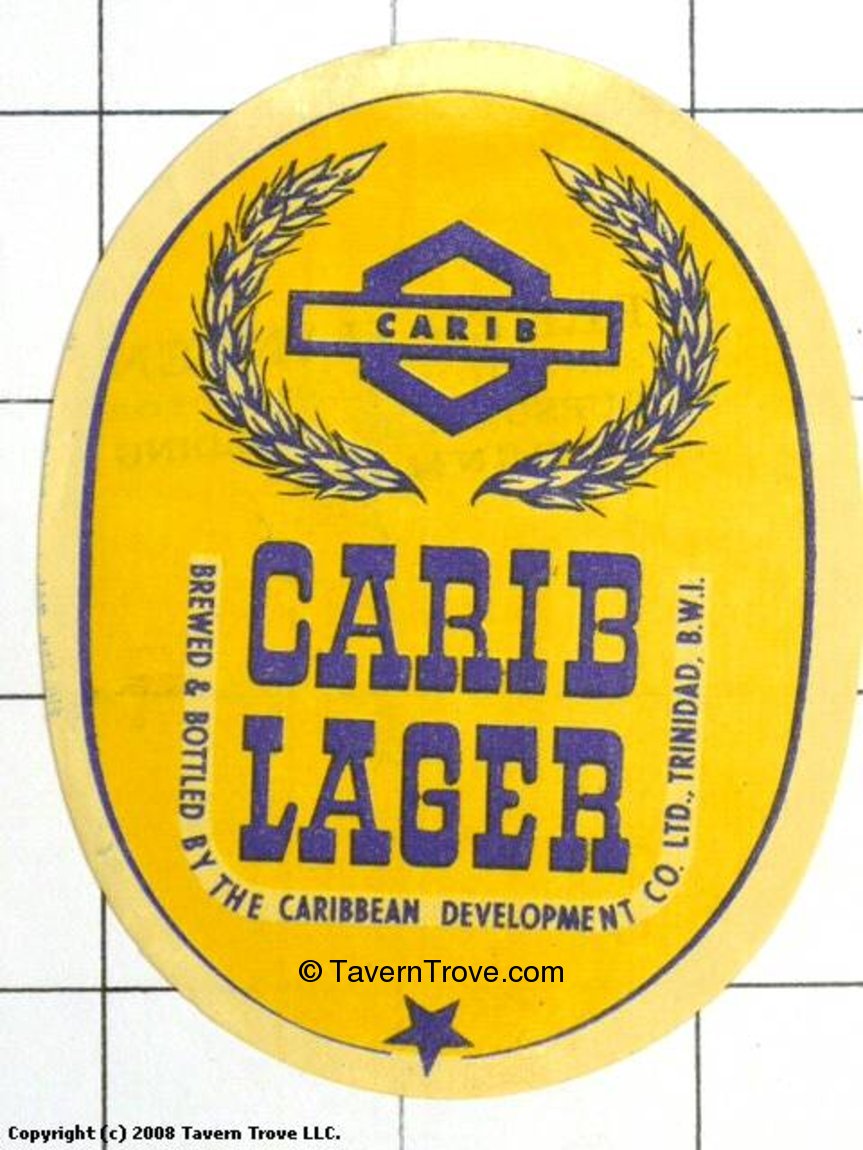 CARIB
CARIB
LAGER
BREWED & BOTTLED BY THE CARIBBEAN DEVELOPMENT CO. LTD., TRINIDAD, B.W.I.
© TavernTrove.com
Copyright (c) 2008 Tavern Trove LLC.